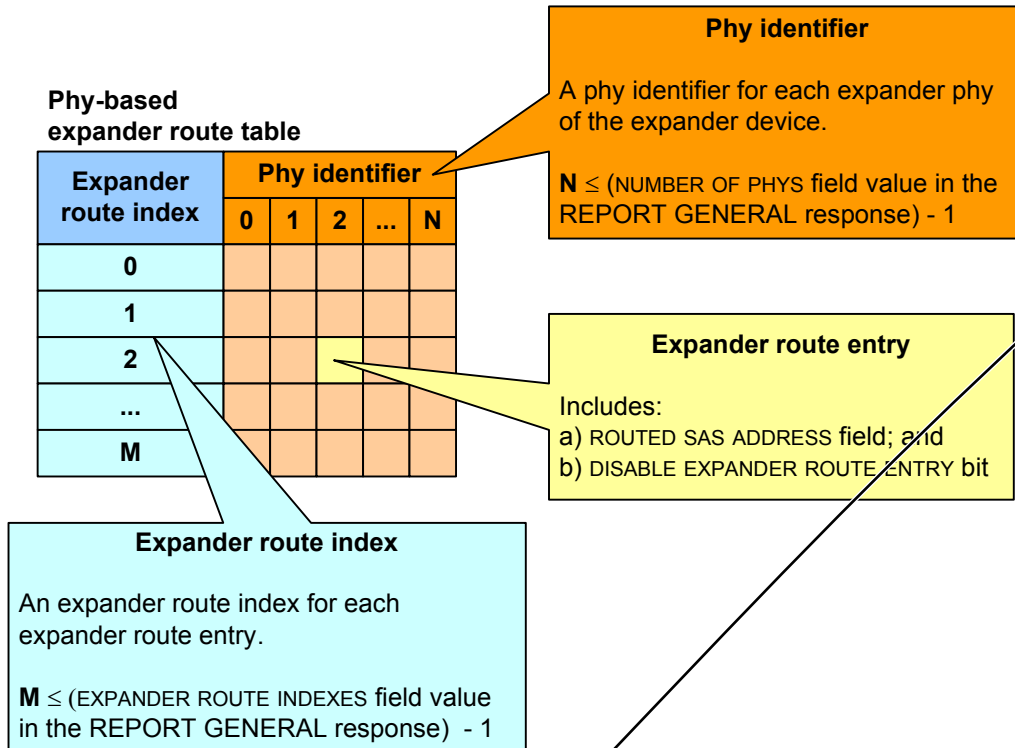 Phy identifier
A phy identifier for each expander phy
of the expander device.
N ≤ (NUMBER OF PHYS field value in the
REPORT GENERAL response) - 1
Phy-based
expander route table
Expander
route index
Phy identifier
0 1 2 ... N
0
1
2
...
M
Expander route entry
Includes:
a) ROUTED SAS ADDRESS field; and
b) DISABLE EXPANDER ROUTE ENTRY bit
Expander route index
An expander route index for each
expander route entry.
M ≤ (EXPANDER ROUTE INDEXES field value
in the REPORT GENERAL response) - 1